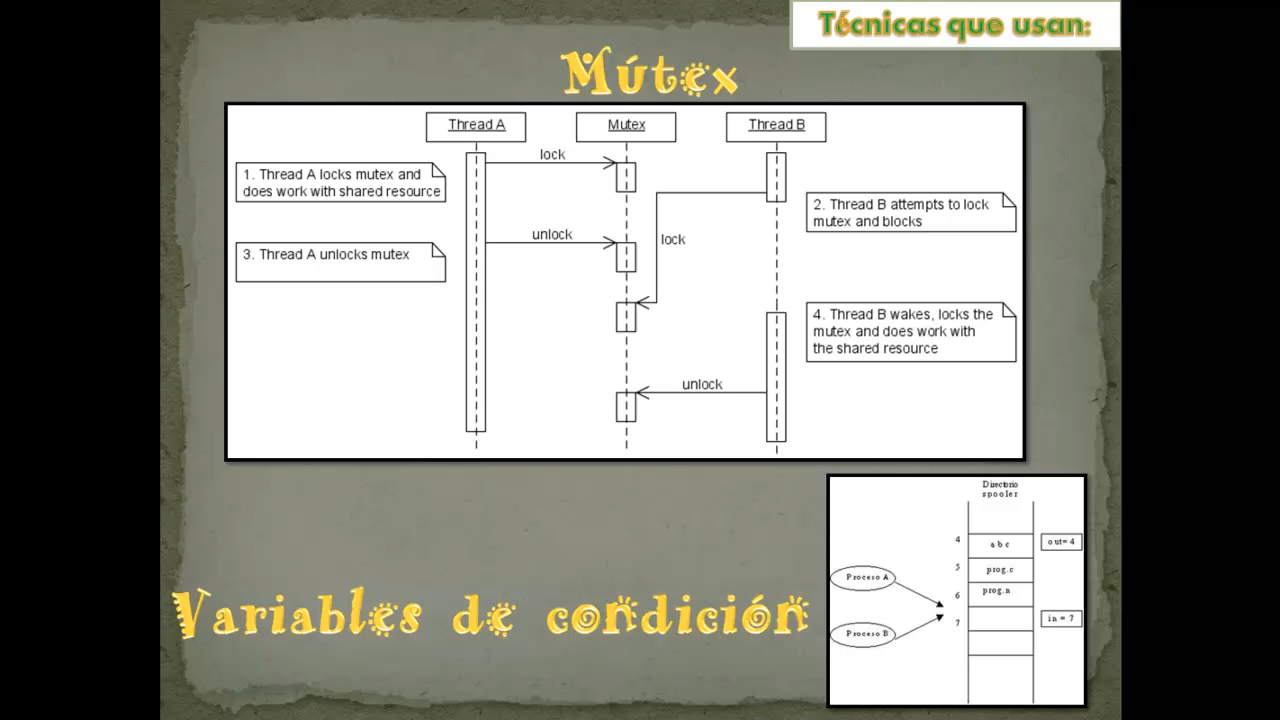 Técnicas que usan:
Mútex
Thread A
Mutex
Thread B
lock
1. Thread A locks mutex and
does work with shared resource
2. Thread B attempts to lock
mutex and blocks
unlock
lock
3. Thread A unlocks mutex
4. Thread B wakes, locks the
mutex and does work with
the shared resource
unlock
Directorio
spooler
4
abc
out= 4
5
prog.c
Proceso A
6
prog.n
7
in = 7
Proceso B
Variables de condición